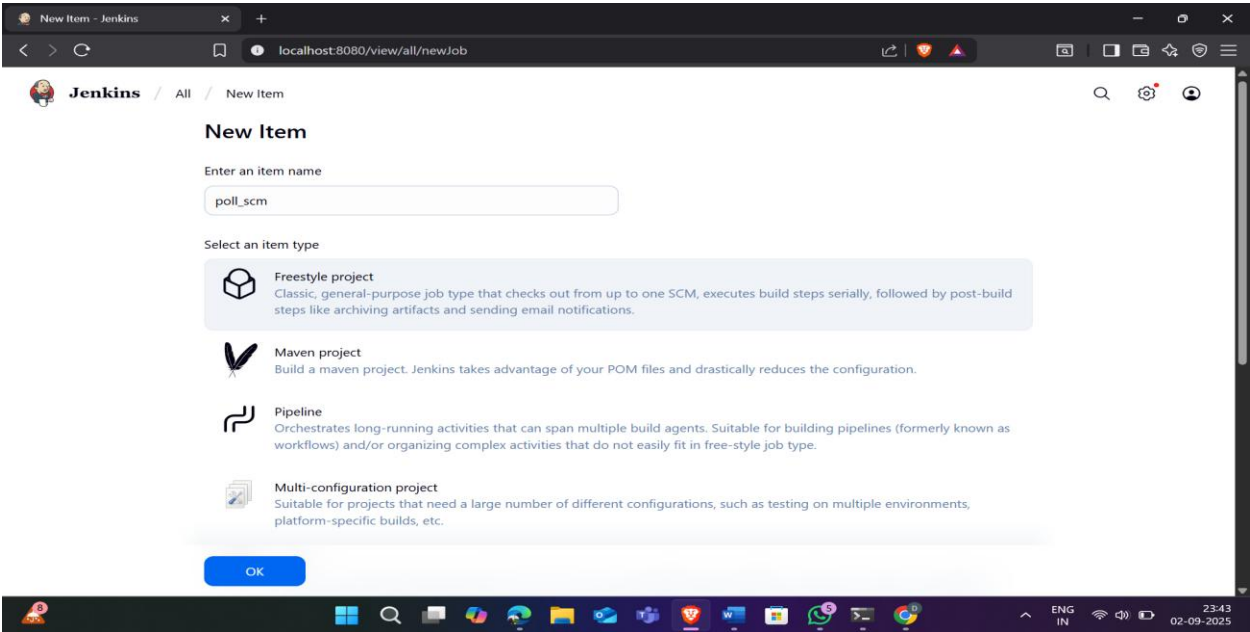 New Item - Jenkins
localhost:8080/view/all/newJob
Jenkins / All / New Item
New Item
Enter an item name
poll_scm
Select an item type
Freestyle project
Classic, general-purpose job type that checks out from up to one SCM, executes build steps serially, followed by post-build
steps like archiving artifacts and sending email notifications.
Maven project
Build a maven project. Jenkins takes advantage of your POM files and drastically reduces the configuration.
Pipeline
Orchestrates long-running activities that can span multiple build agents. Suitable for building pipelines (formerly known as
workflows) and/or organizing complex activities that do not easily fit in free-style job type.
Multi-configuration project
Suitable for projects that need a large number of different configurations, such as testing on multiple environments,
platform-specific builds, etc.
OK
8
5
ENG
IN
23:43
02-09-2025